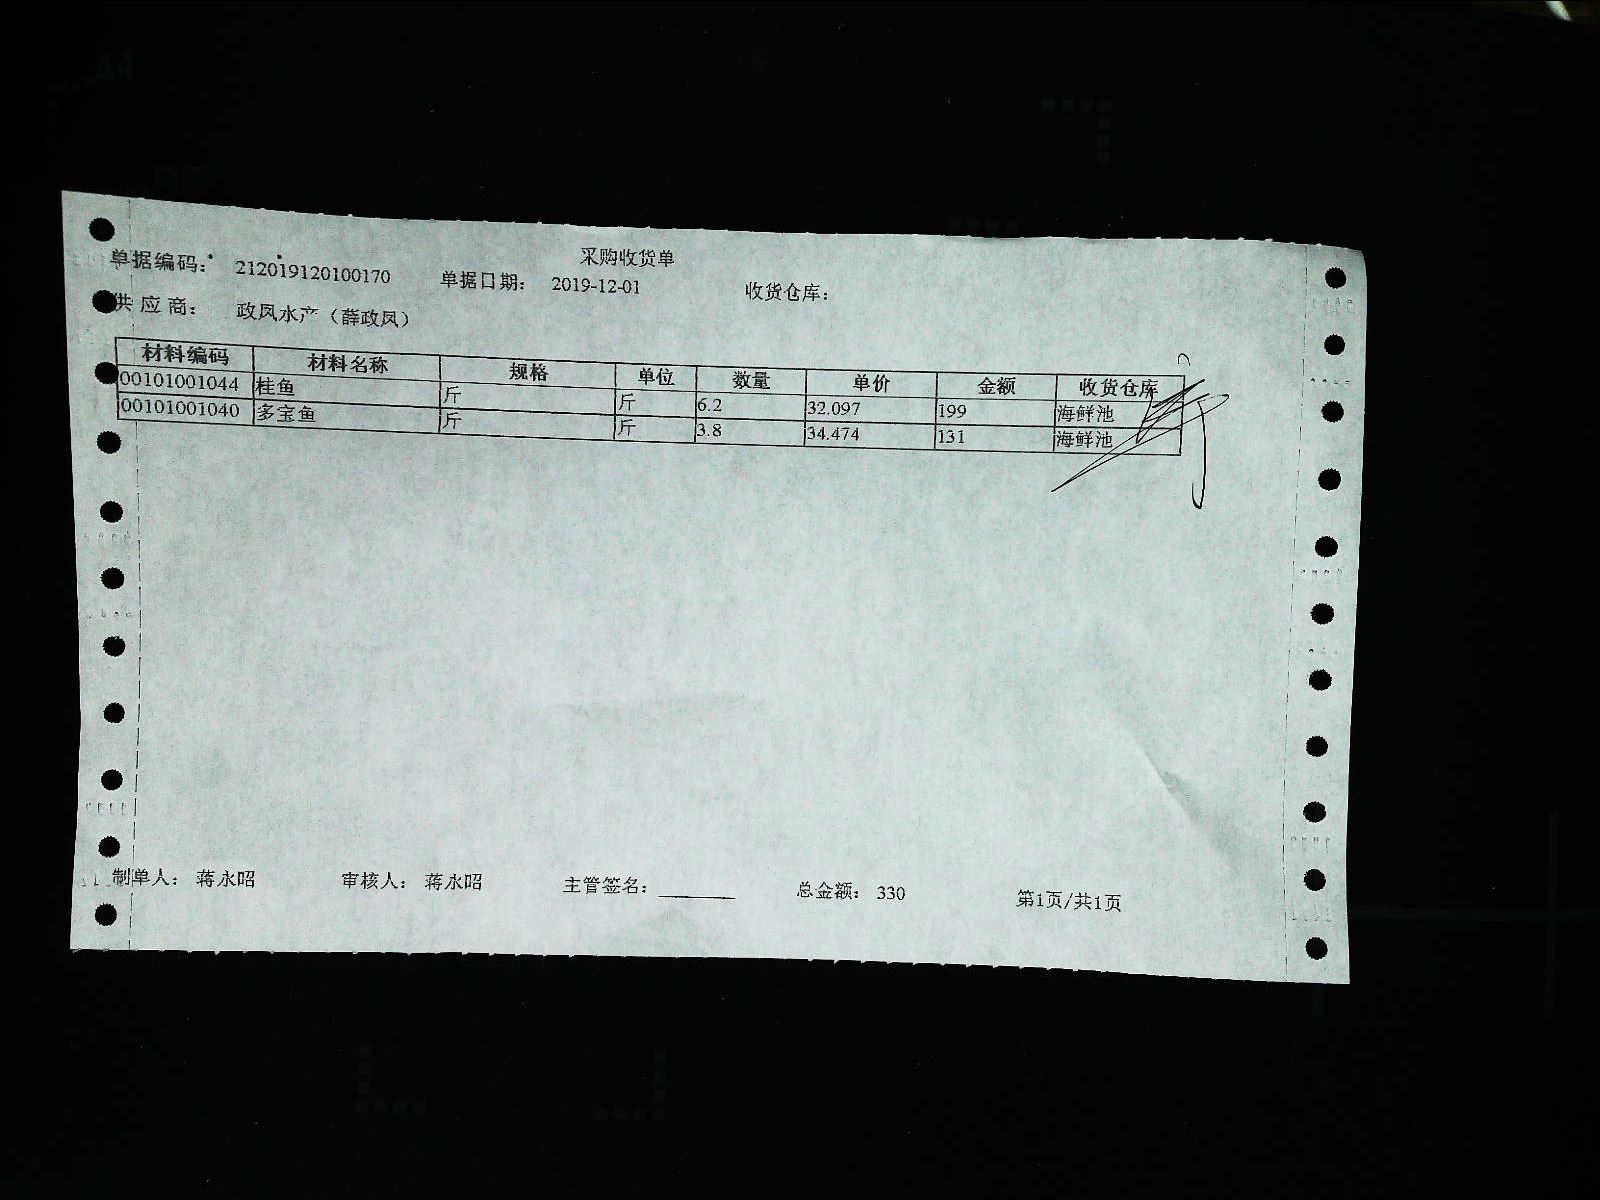 采购收货单
单据编码: 212019120100170 单据日期: 2019-12-01 收货仓库:
供应商: 政凤水产（薛政凤）
材料编码 材料名称 规格 单位 数量 单价 金额 收货仓库
00101001044 桂鱼 斤 斤 6.2 32.097 199 海鲜池
00101001040 多宝鱼 斤 斤 3.8 34.474 131 海鲜池
制单人: 蒋永昭 审核人: 蒋永昭 主管签名: 总金额: 330 第1页/共1页